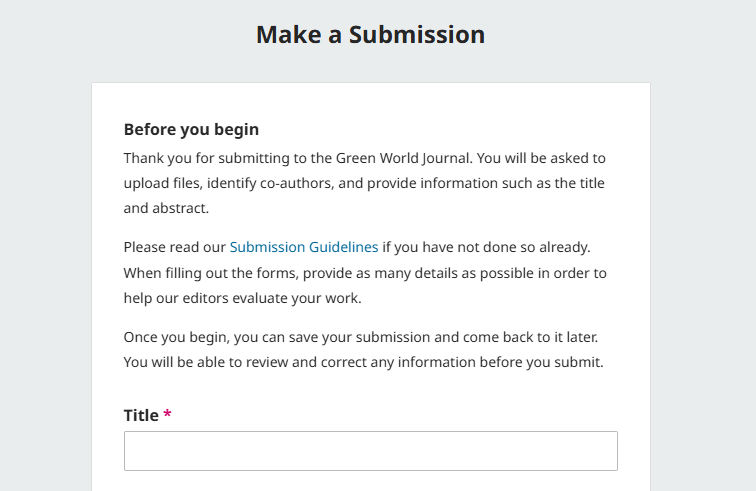 Make a Submission
Before you begin
Thank you for submitting to the Green World Journal. You will be asked to
upload files, identify co-authors, and provide information such as the title
and abstract.
Please read our Submission Guidelines if you have not done so already.
When filling out the forms, provide as many details as possible in order to
help our editors evaluate your work.
Once you begin, you can save your submission and come back to it later.
You will be able to review and correct any information before you submit.
Title *